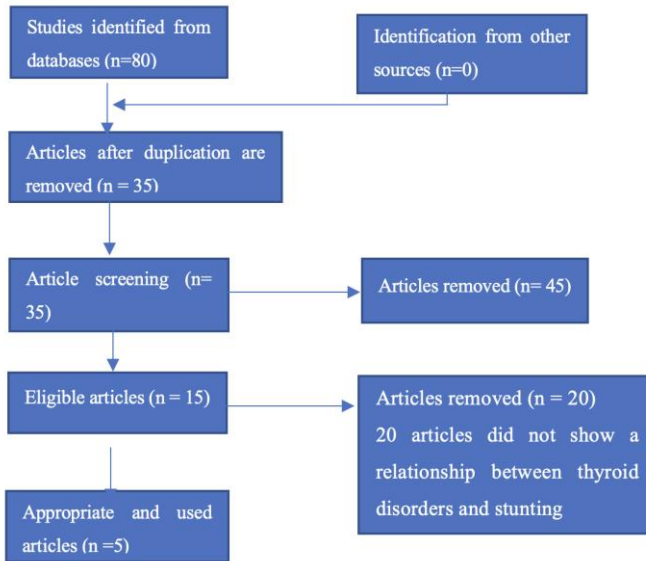 Studies identified from
databases (n=80)
Identification from other
sources (n=0)
Articles after duplication are
removed (n = 35)
Article screening (n=
35)
Articles removed (n= 45)
Eligible articles (n = 15)
Articles removed (n = 20)
20 articles did not show a
relationship between thyroid
disorders and stunting
Appropriate and used
articles (n =5)